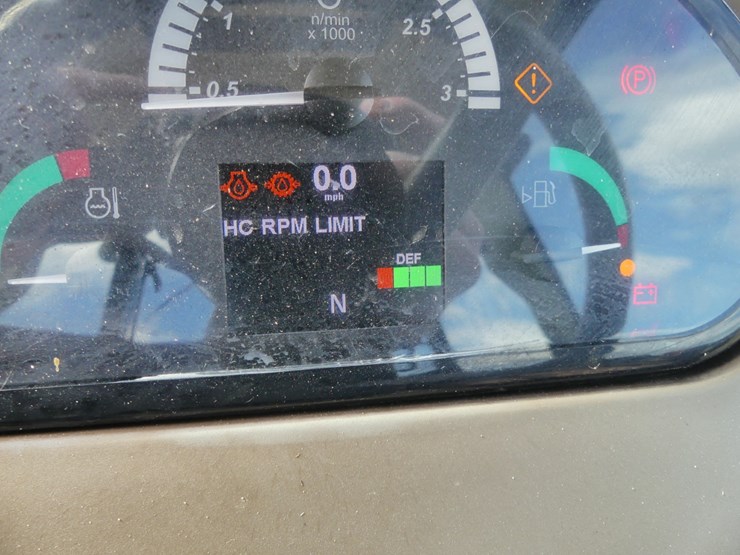 1
n/min
x 1000
2.5
0.5
3
(P)
0.0
mph
HC RPM LIMIT
DEF
N